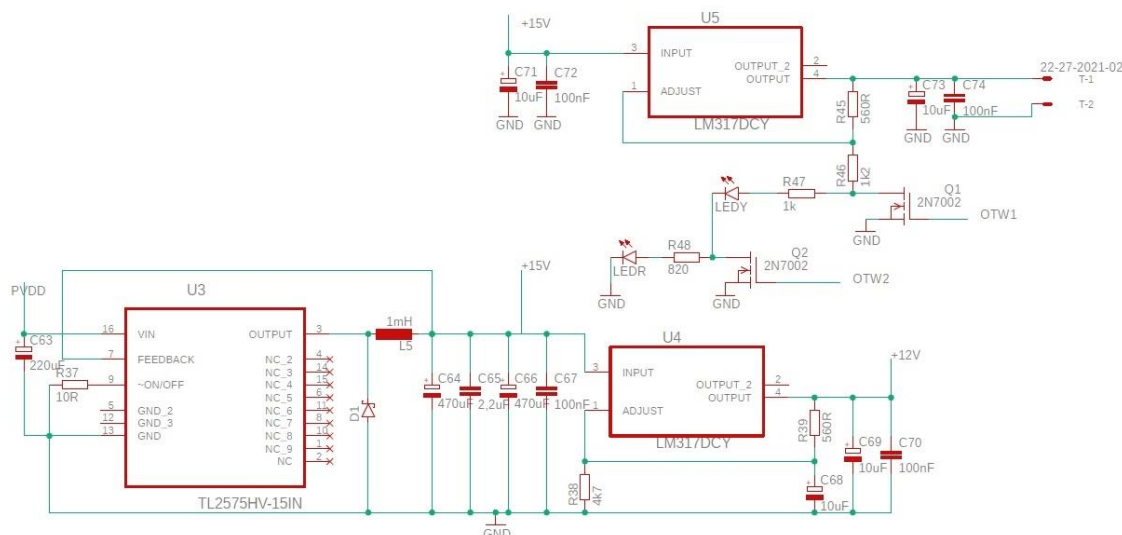 U5
+15V
3
INPUT
OUTPUT_2
2
OUTPUT
4
1
ADJUST
LM317DCY
C71
10uF
C72
100nF
GND
GND
R45
560R
C73
10uF
C74
100nF
GND
GND
22-27-2021-02
T-1
T-2
R46
1k2
LEDY
R47
1k
Q1
2N7002
OTW1
GND
LEDR
R48
820
Q2
2N7002
OTW2
GND
GND
PVDD
U3
16
VIN
OUTPUT
3
7
FEEDBACK
NC_2
4
9
~ON/OFF
NC_3
14
NC_4
15
5
GND_2
NC_5
6
12
GND_3
NC_6
11
13
GND
NC_7
8
NC_8
10
NC_9
1
NC
2
TL2575HV-15IN
C63
220uF
R37
10R
1mH
L5
D1
+15V
C64
470uF
C65
2,2uF
C66
470uF
C67
100nF
GND
U4
3
INPUT
OUTPUT_2
2
OUTPUT
4
1
ADJUST
LM317DCY
+12V
R38
4k7
R39
560R
C68
10uF
C69
10uF
C70
100nF